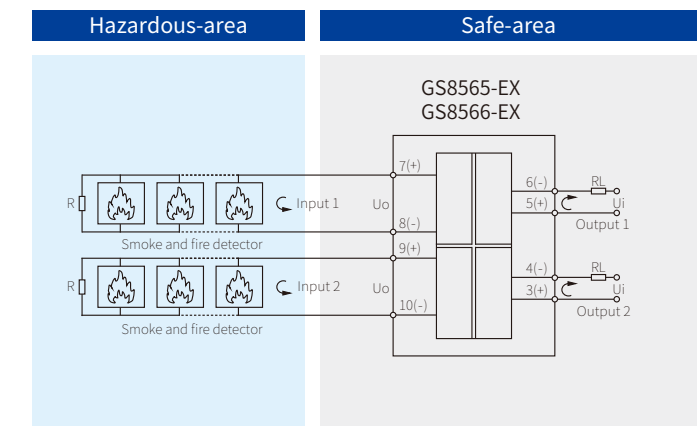 Hazardous-area
Safe-area
GS8565-EX
GS8566-EX
7(+)
6(-)
RL
R
Input 1
Uo
5(+)
Ui
8(-)
Output 1
Smoke and fire detector
9(+)
4(-)
RL
R
Input 2
Uo
3(+)
Ui
10(-)
Output 2
Smoke and fire detector